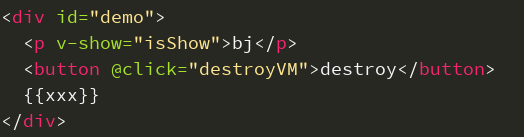 <div id="demo">
<p v-show="isShow">bj</p>
<button @click="destroyVM">destroy</button>
{{xxx}}
</div>